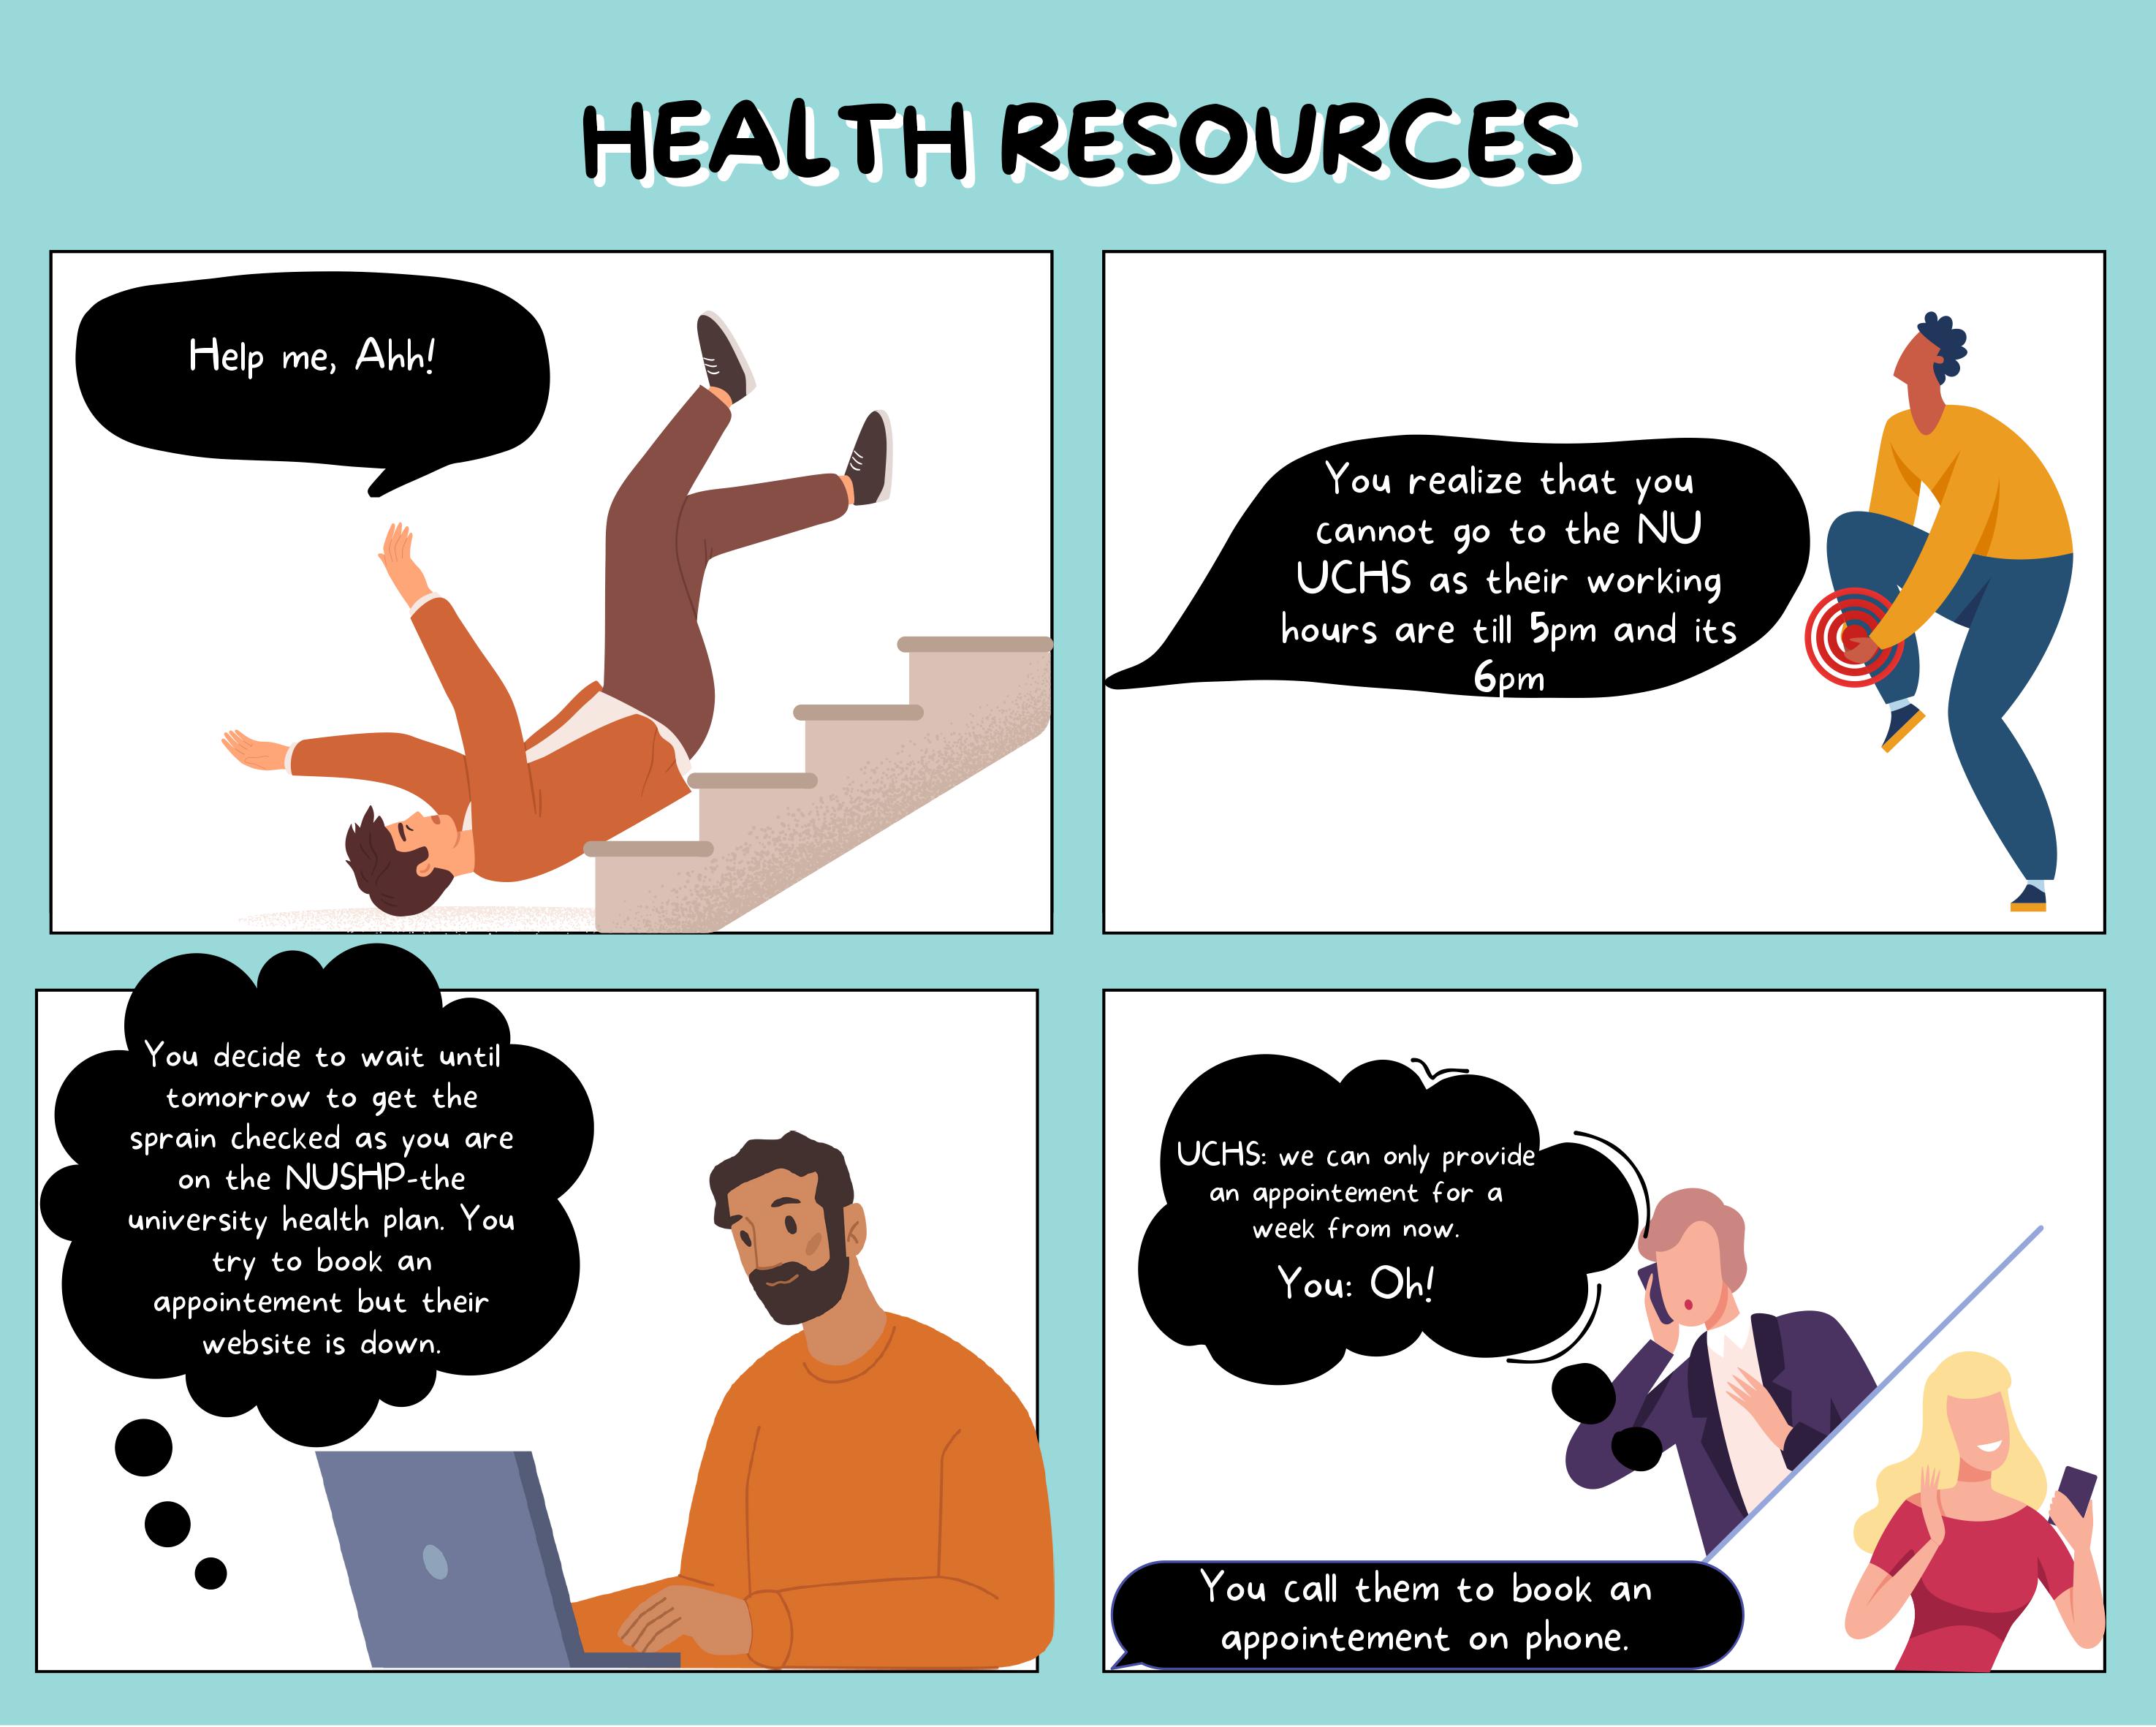 HEALTH RESOURCES
Help me, Ahh!
You realize that you
cannot go to the NU
UCHS as their working
hours are till 5pm and its
6pm
You decide to wait until
tomorrow to get the
sprain checked as you are
on the NUSHP-the
university health plan. You
try to book an
appointement but their
website is down.
UCHS: we can only provide
an appointement for a
week from now.
You: Oh!
You call them to book an
appointement on phone.